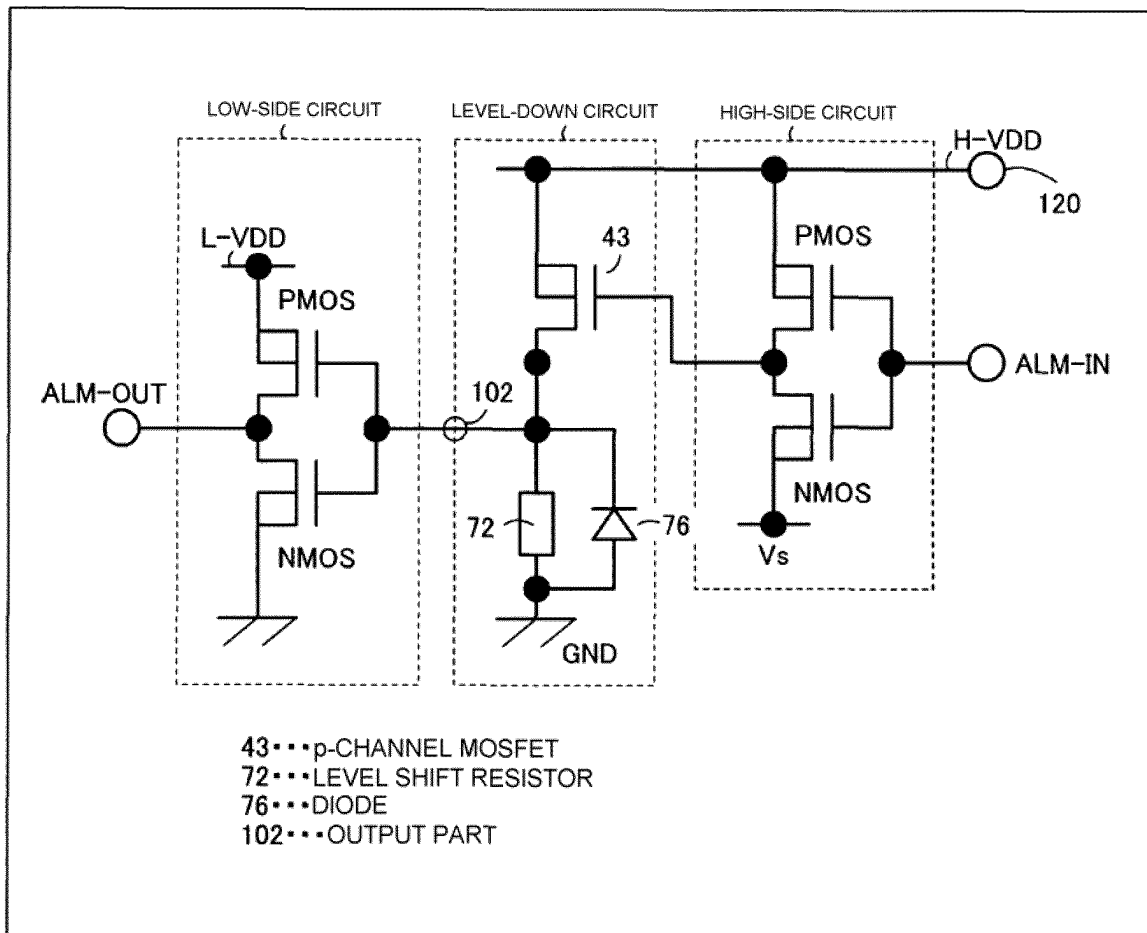 LOW-SIDE CIRCUIT
LEVEL-DOWN CIRCUIT
HIGH-SIDE CIRCUIT
H-VDD
120
L-VDD
43
PMOS
PMOS
ALM-OUT
102
ALM-IN
NMOS
72
76
NMOS
Vs
GND
43···p-CHANNEL MOSFET
72···LEVEL SHIFT RESISTOR
76···DIODE
102···OUTPUT PART